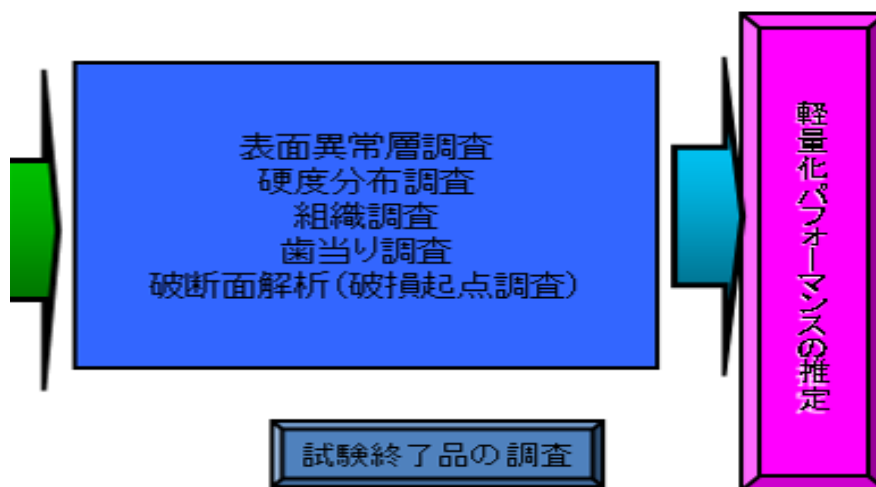 表面異常層調査
硬度分布調査
組織調査
歯当り調査
破断面解析(破損起点調査)
軽量化パフォーマンスの推定
試験終了品の調査